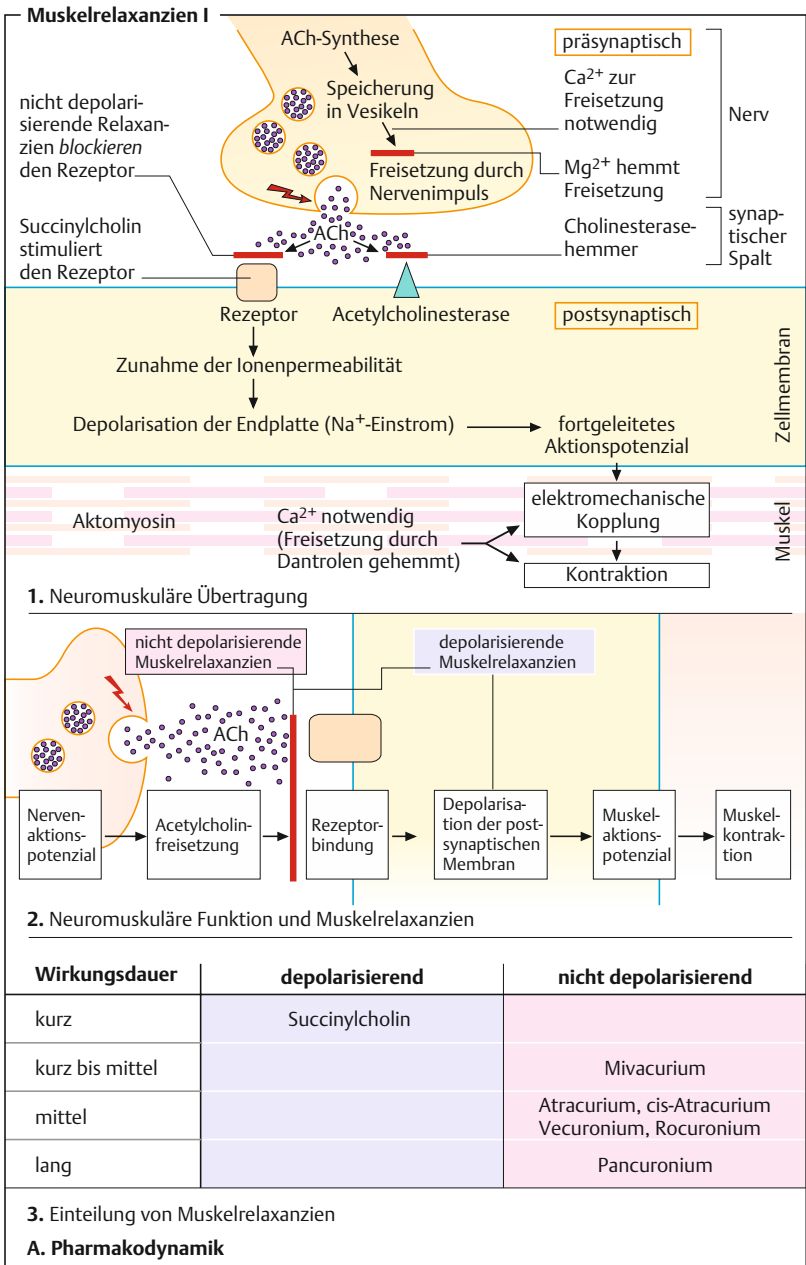 Muskelrelaxanzien I
ACh-Synthese
Speicherung
in Vesikeln
Freisetzung durch
Nervenimpuls
präsynaptisch
Ca²⁺ zur
Freisetzung
notwendig
Mg²⁺ hemmt
Freisetzung
Nerv
nicht depolari-
sierende Relaxan-
zien blockieren
den Rezeptor
Succinylcholin
stimuliert
den Rezeptor
ACh
Cholinesterase-
hemmer
synap-
tischer
Spalt
Rezeptor
Acetylcholinesterase
postsynaptisch
Zunahme der Ionenpermeabilität
Depolarisation der Endplatte (Na⁺-Einstrom)
fortgeleitetes
Aktionspotenzial
Zellmembran
Aktomyosin
Ca²⁺ notwendig
(Freisetzung durch
Dantrolen gehemmt)
elektromechanische
Kopplung
Kontraktion
Muskel
1. Neuromuskuläre Übertragung
nicht depolarisierende
Muskelrelaxanzien
depolarisierende
Muskelrelaxanzien
ACh
Nerven-
aktions-
potenzial
Acetylcholin-
freisetzung
Rezeptor-
bindung
Depolarisa-
tion der post-
synaptischen
Membran
Muskel-
aktions-
potenzial
Muskel-
kontrak-
tion
2. Neuromuskuläre Funktion und Muskelrelaxanzien
Wirkungsdauer depolarisierend nicht depolarisierend
kurz Succinylcholin
kurz bis mittel Mivacurium
mittel Atracurium, cis-Atracurium
Vecuronium, Rocuronium
lang Pancuronium
3. Einteilung von Muskelrelaxanzien
A. Pharmakodynamik